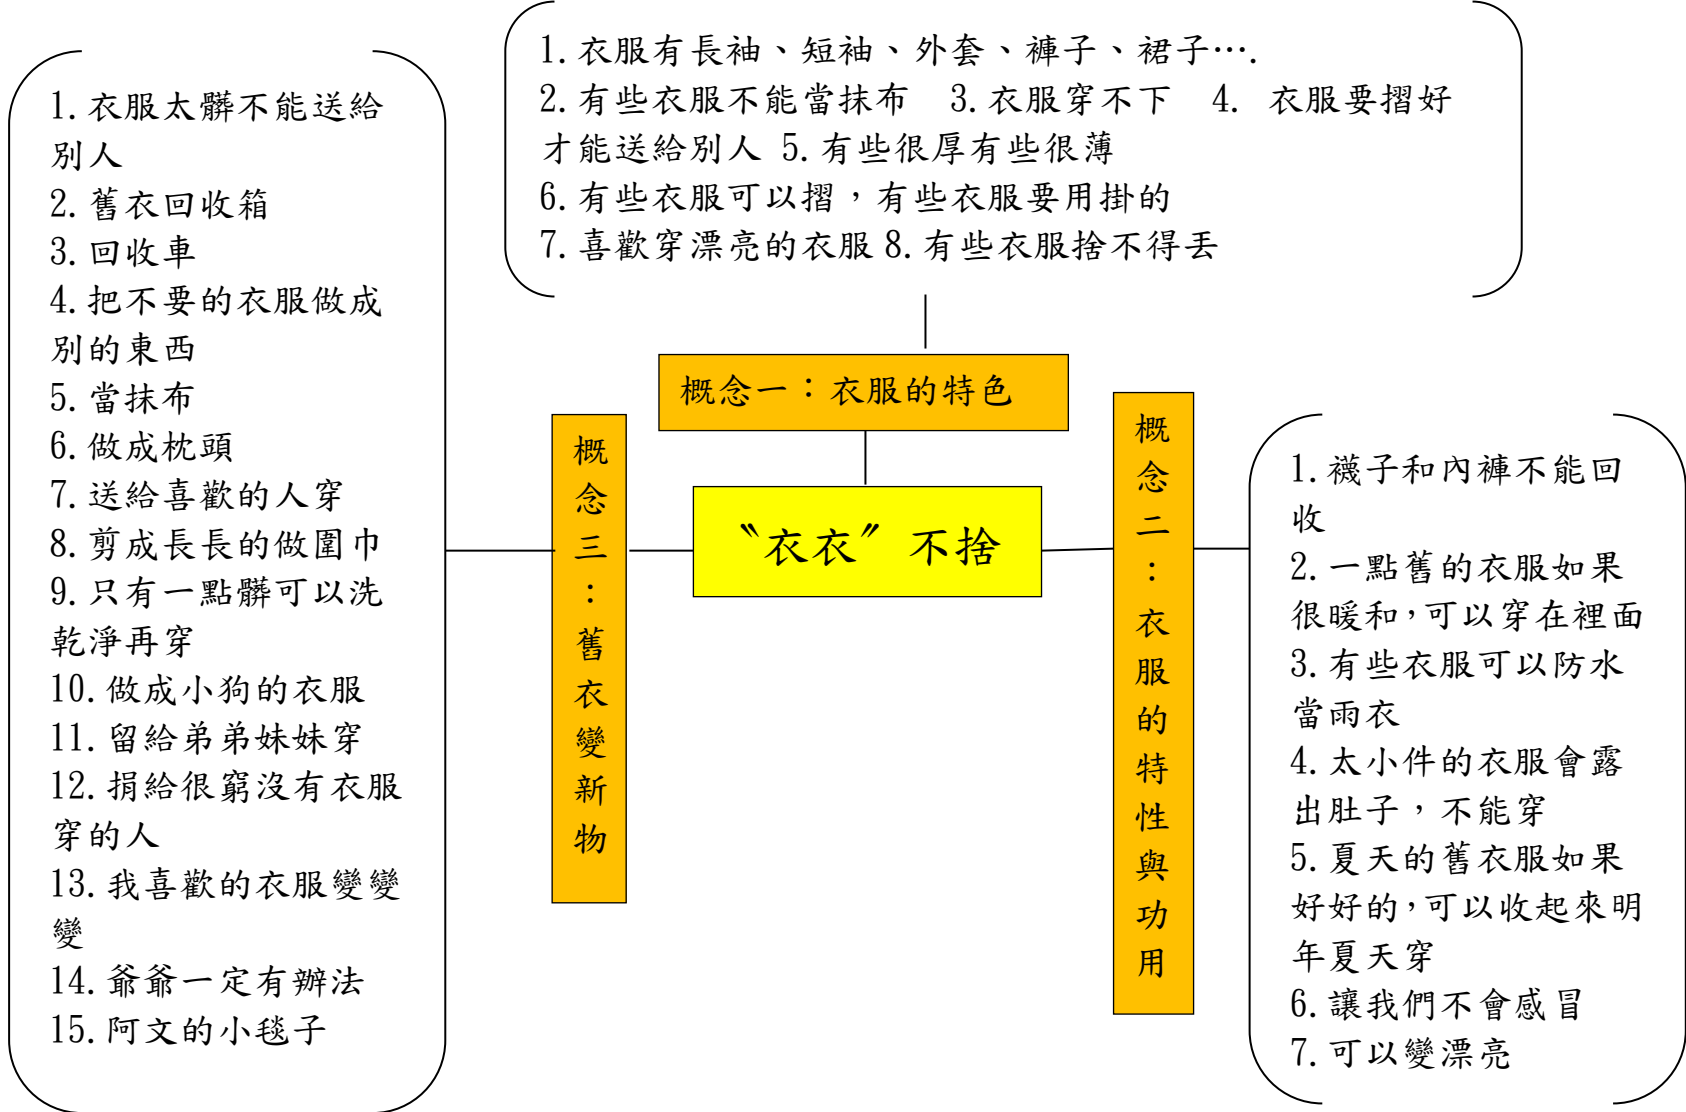 1.衣服有長袖、短袖、外套、褲子、裙子….
2.有些衣服不能當抹布　3.衣服穿不下　4. 衣服要摺好
才能送給別人 5.有些很厚有些很薄
6.有些衣服可以摺，有些衣服要用掛的
7.喜歡穿漂亮的衣服 8.有些衣服捨不得丟
概念一：衣服的特色
〝衣衣〞不捨
概念二：衣服的特性與功用
1.襪子和內褲不能回
收
2.一點舊的衣服如果
很暖和，可以穿在裡面
3.有些衣服可以防水
當雨衣
4.太小件的衣服會露
出肚子，不能穿
5.夏天的舊衣服如果
好好的，可以收起來明
年夏天穿
6.讓我們不會感冒
7.可以變漂亮
概念三：舊衣變新物
1.衣服太髒不能送給
別人
2.舊衣回收箱
3.回收車
4.把不要的衣服做成
別的東西
5.當抹布
6.做成枕頭
7.送給喜歡的人穿
8.剪成長長的做圍巾
9.只有一點髒可以洗
乾淨再穿
10.做成小狗的衣服
11.留給弟弟妹妹穿
12.捐給很窮沒有衣服
穿的人
13.我喜歡的衣服變變
變
14.爺爺一定有辦法
15.阿文的小毯子